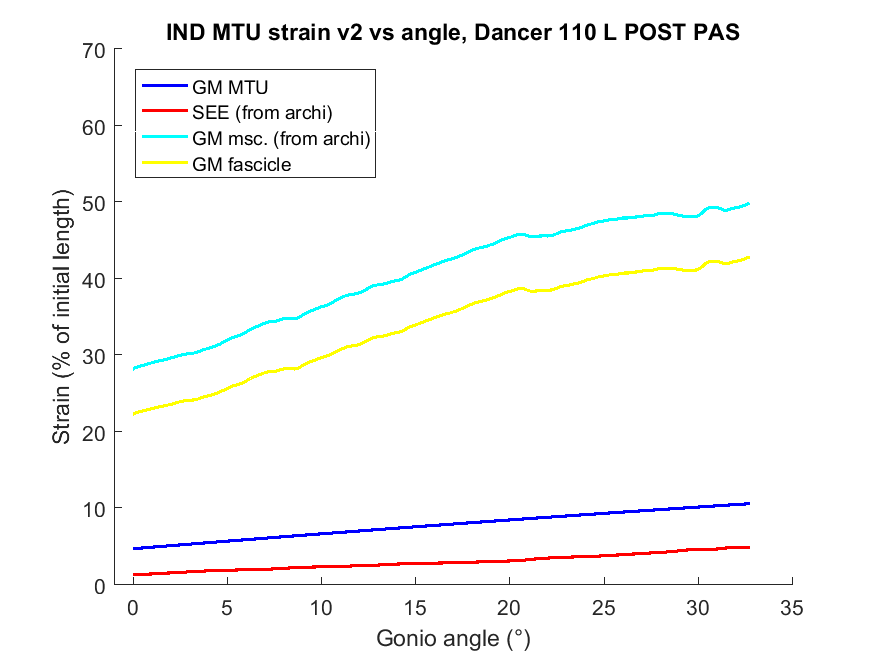 IND MTU strain v2 vs angle, Dancer 110 L POST PAS
70
60
50
40
30
20
10
0
Strain (% of initial length)
GM MTU
SEE (from archi)
GM msc. (from archi)
GM fascicle
0 5 10 15 20 25 30 35
Gonio angle (°)